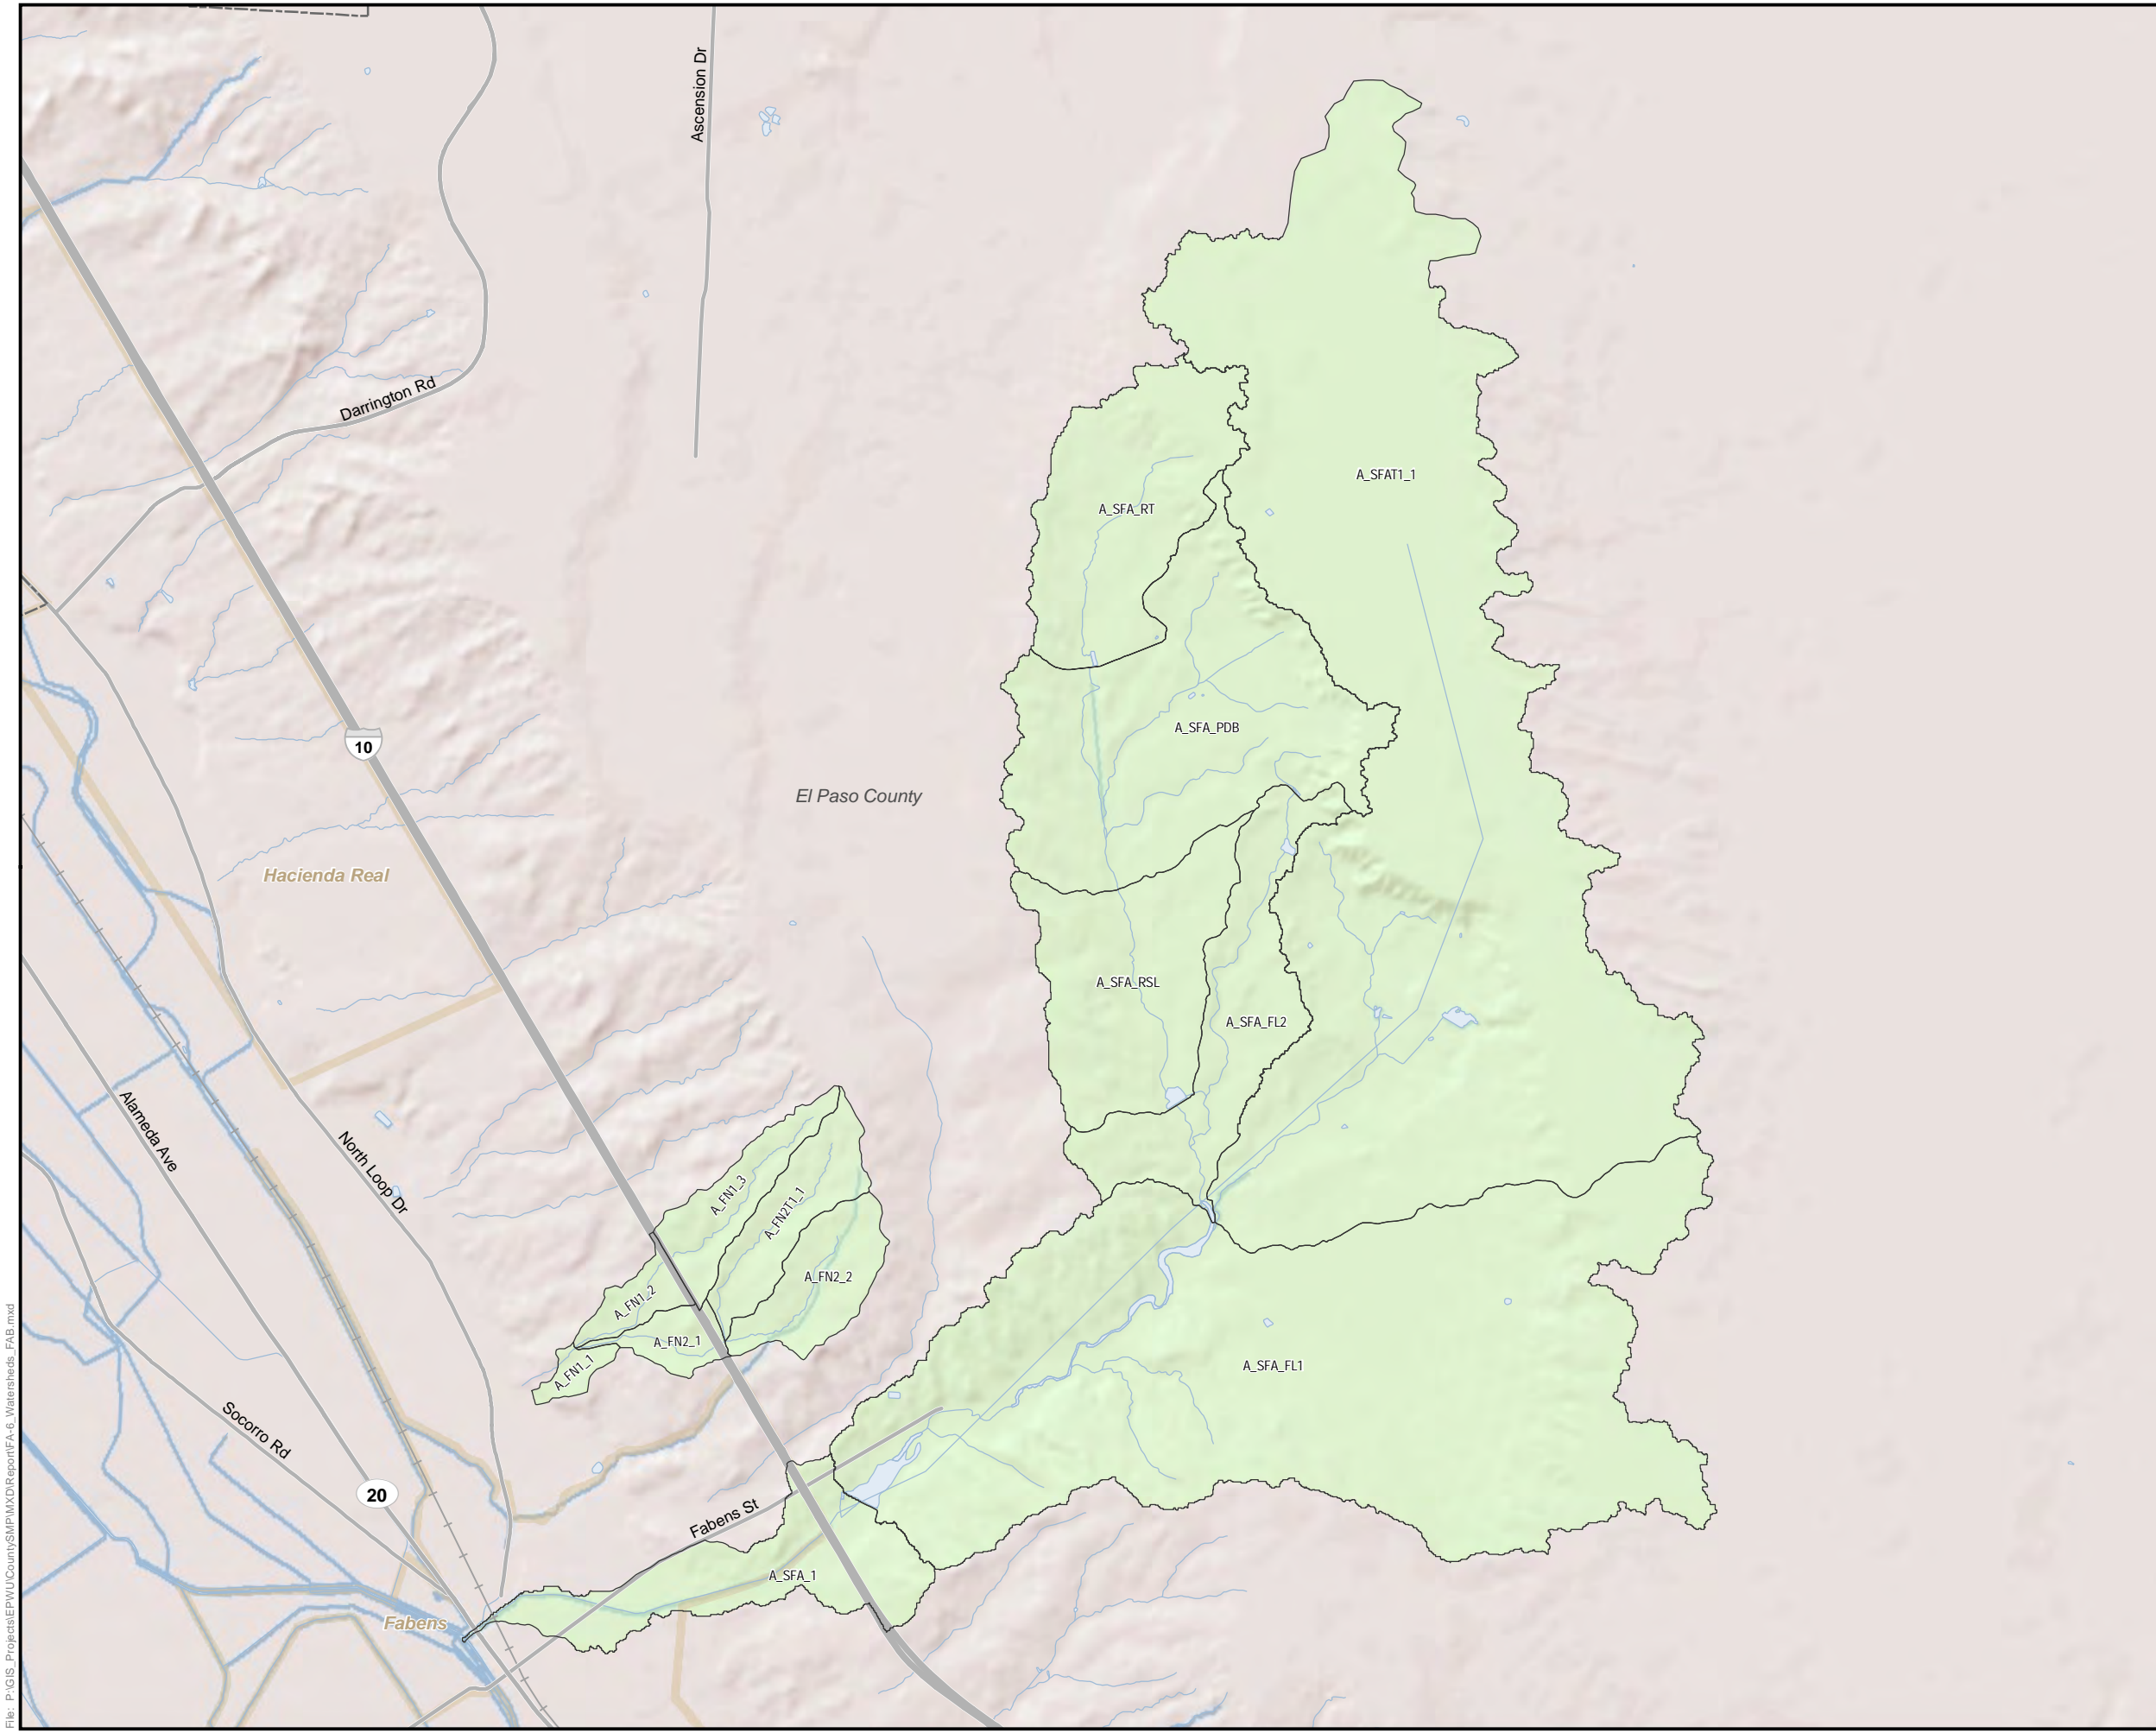 Ascension Dr
Darrington Rd
A_SFAT1_1
A_SFA_RT
A_SFA_PDB
10
El Paso County
Hacienda Real
A_SFA_RSL
A_SFA_FL2
Alameda Ave
North Loop Dr
A_FN1_3
A_FN2T1_1
A_FN2_2
A_FN1_2
A_FN2_1
A_FN1_1
A_SFA_FL1
Socorro Rd
20
Fabens St
A_SFA_1
Fabens
File: P:\GIS_Projects\EPWU\CountySMP\MXD\Report\FA-6_Watersheds_FAB.mxd